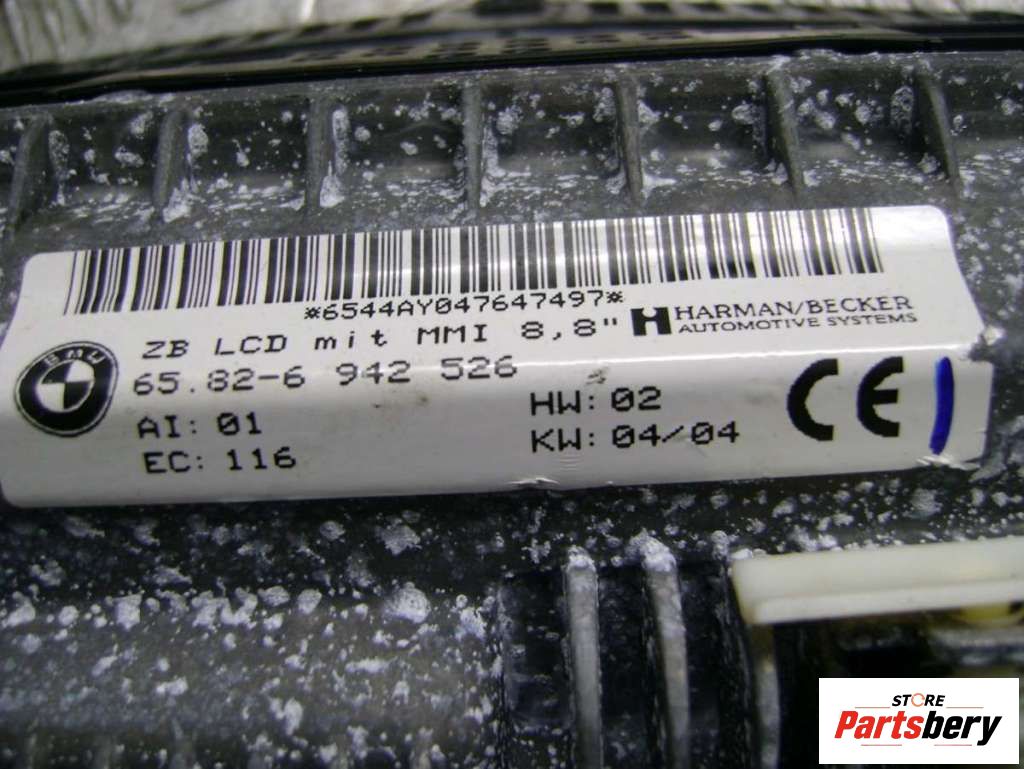 *6544AY047647497*
ZB LCD mit MMI 8,8"
HARMAN/BECKER
AUTOMOTIVE SYSTEMS
BMW
65.82-6 942 526
AI: 01
HW: 02
EC: 116
KW: 04/04
CE
STORE
Partsbery